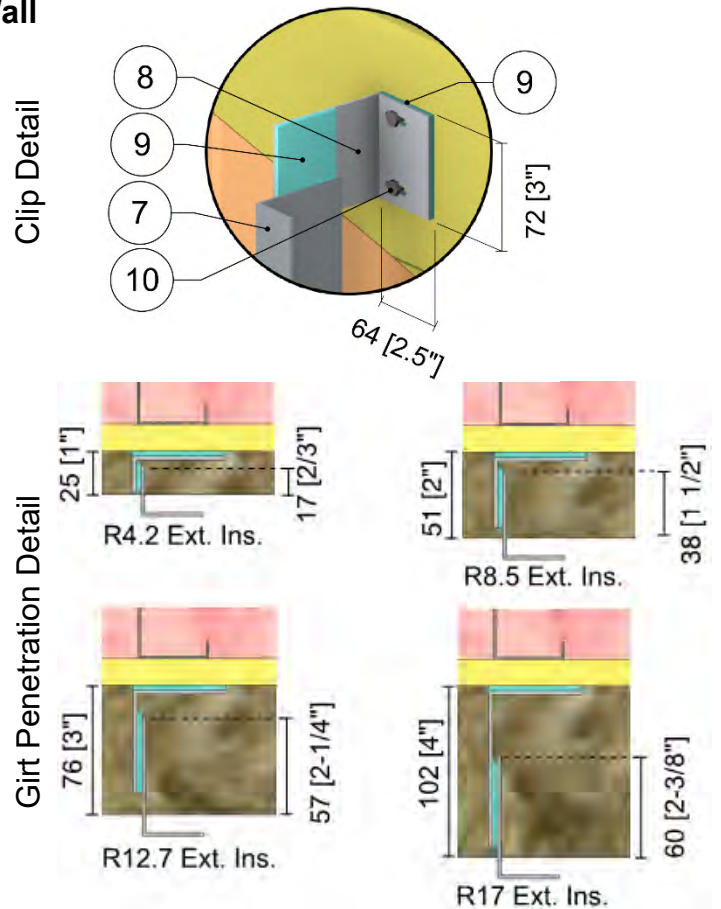 all
Clip Detail
8
9
9
7
10
72 [3"]
64 [2.5"]
Girt Penetration Detail
25 [1"]
17 [2/3"]
R4.2 Ext. Ins.
51 [2"]
38 [1 1/2"]
R8.5 Ext. Ins.
76 [3"]
57 [2-1/4"]
R12.7 Ext. Ins.
102 [4"]
60 [2-3/8"]
R17 Ext. Ins.